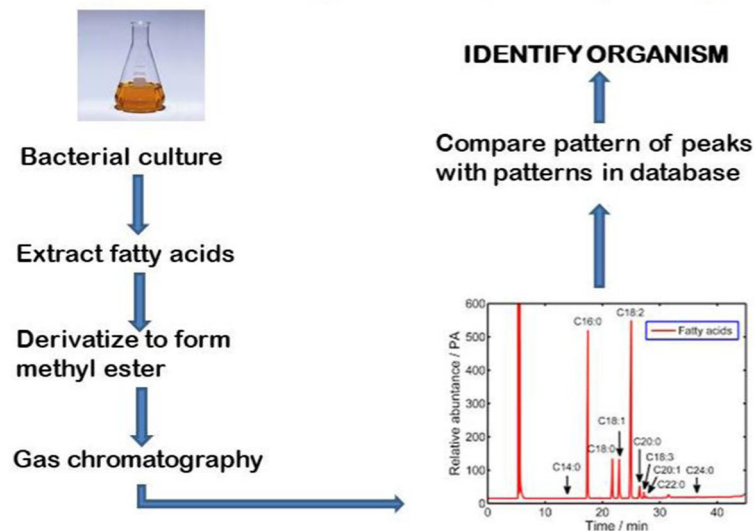 Bacterial culture
Extract fatty acids
Derivatize to form
methyl ester
Gas chromatography
IDENTIFY ORGANISM
Compare pattern of peaks
with patterns in database
Relative abuntance / PA
600
500
400
300
200
100
0
C16:0
C18:2
Fatty acids
C18:1
C18:0
C20:0
C14:0
C18:3
C20:1
C22:0
C24:0
0
10
20
30
40
Time / min